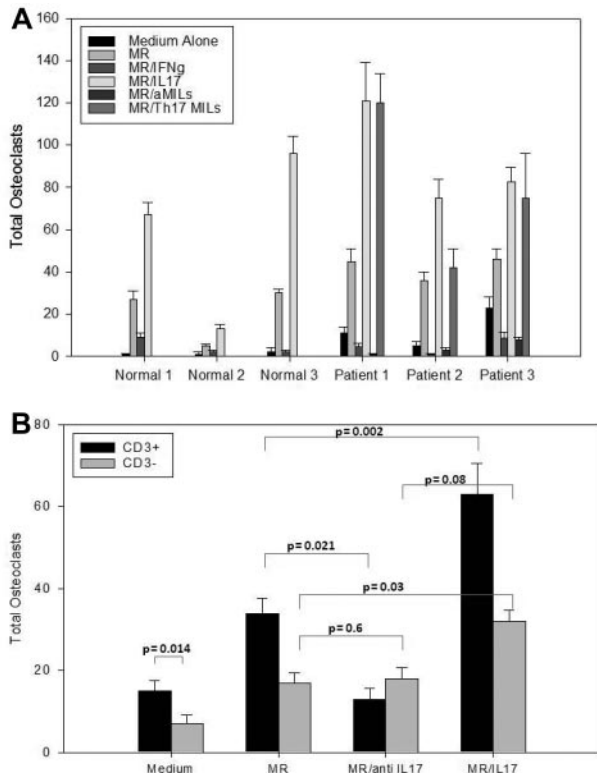 A
160
140
120
100
80
60
40
20
0
Total Osteoclasts
Medium Alone
MR
MR/IFNg
MR/IL17
MR/aMILs
MR/Th17 MILs
Normal 1 Normal 2 Normal 3 Patient 1 Patient 2 Patient 3
B
80
60
40
20
0
Total Osteoclasts
CD3+
CD3-
p=0.002
p=0.08
p=0.021
p=0.03
p=0.6
p=0.014
Medium MR MR/anti IL17 MR/IL17